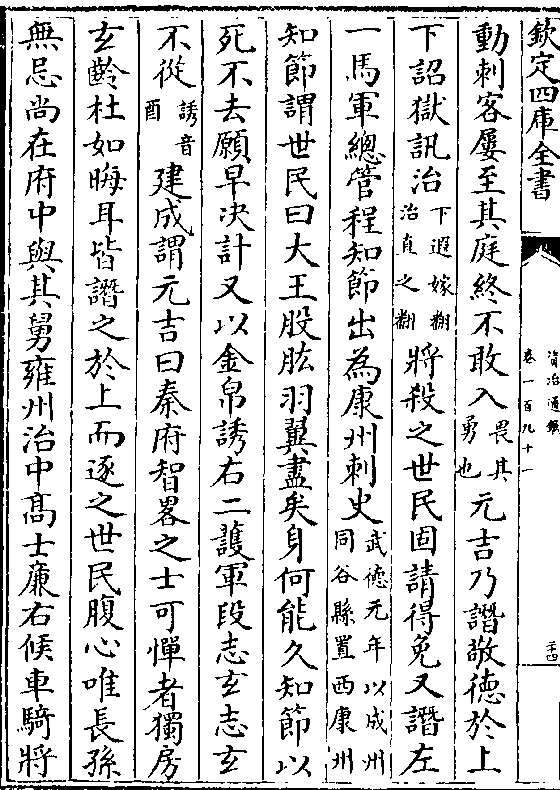 欽定四庫全書
資治通鑑
卷一百九十一
二十四
動刺客屢至其庭終不敢入畏其勇也元吉乃譖敬德於上
下詔獄訊治下遐嫁翻治直之翻將殺之世民固請得免又譖左
一馬軍總管程知節出為康州刺史武德元年以成州同谷縣置西康州
知節謂世民曰大王股肱羽翼盡矣身何能久知節以
死不去願早决計又以金帛誘右二護軍段志玄志玄
不從誘音酉建成謂元吉曰秦府智畧之士可憚者獨房
玄齡杜如晦耳皆譖之於上而逐之世民腹心唯長孫
無忌尚在府中與其舅雍州治中髙士廉右候車騎將